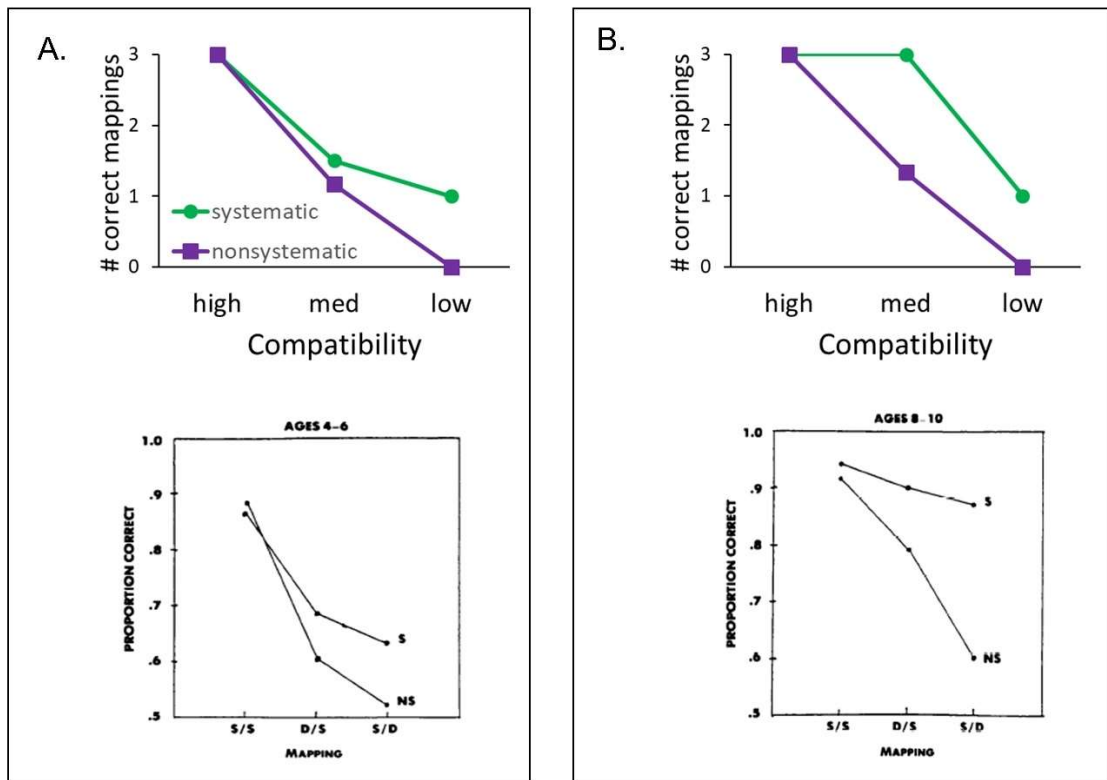 A.
# correct mappings
3
2
1
0
systematic
nonsystematic
high med low
Compatibility
AGES 4-6
PROPORTION CORRECT
1.0
.9
.8
.7
.6
.5
S
NS
S/S D/S S/D
MAPPING
B.
# correct mappings
3
2
1
0
high med low
Compatibility
AGES 8-10
PROPORTION CORRECT
1.0
.9
.8
.7
.6
.5
S
NS
S/S D/S S/D
MAPPING